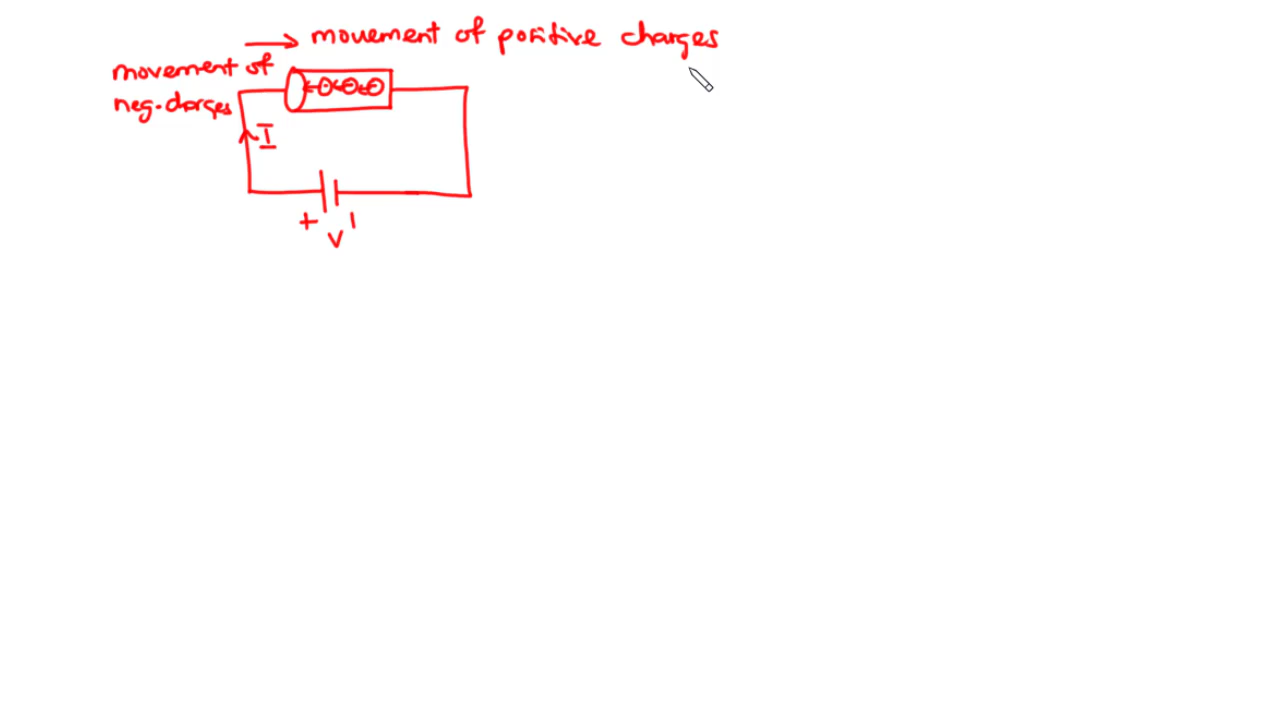 movement of positive charges
movement of
neg. charges
I
+ -
V